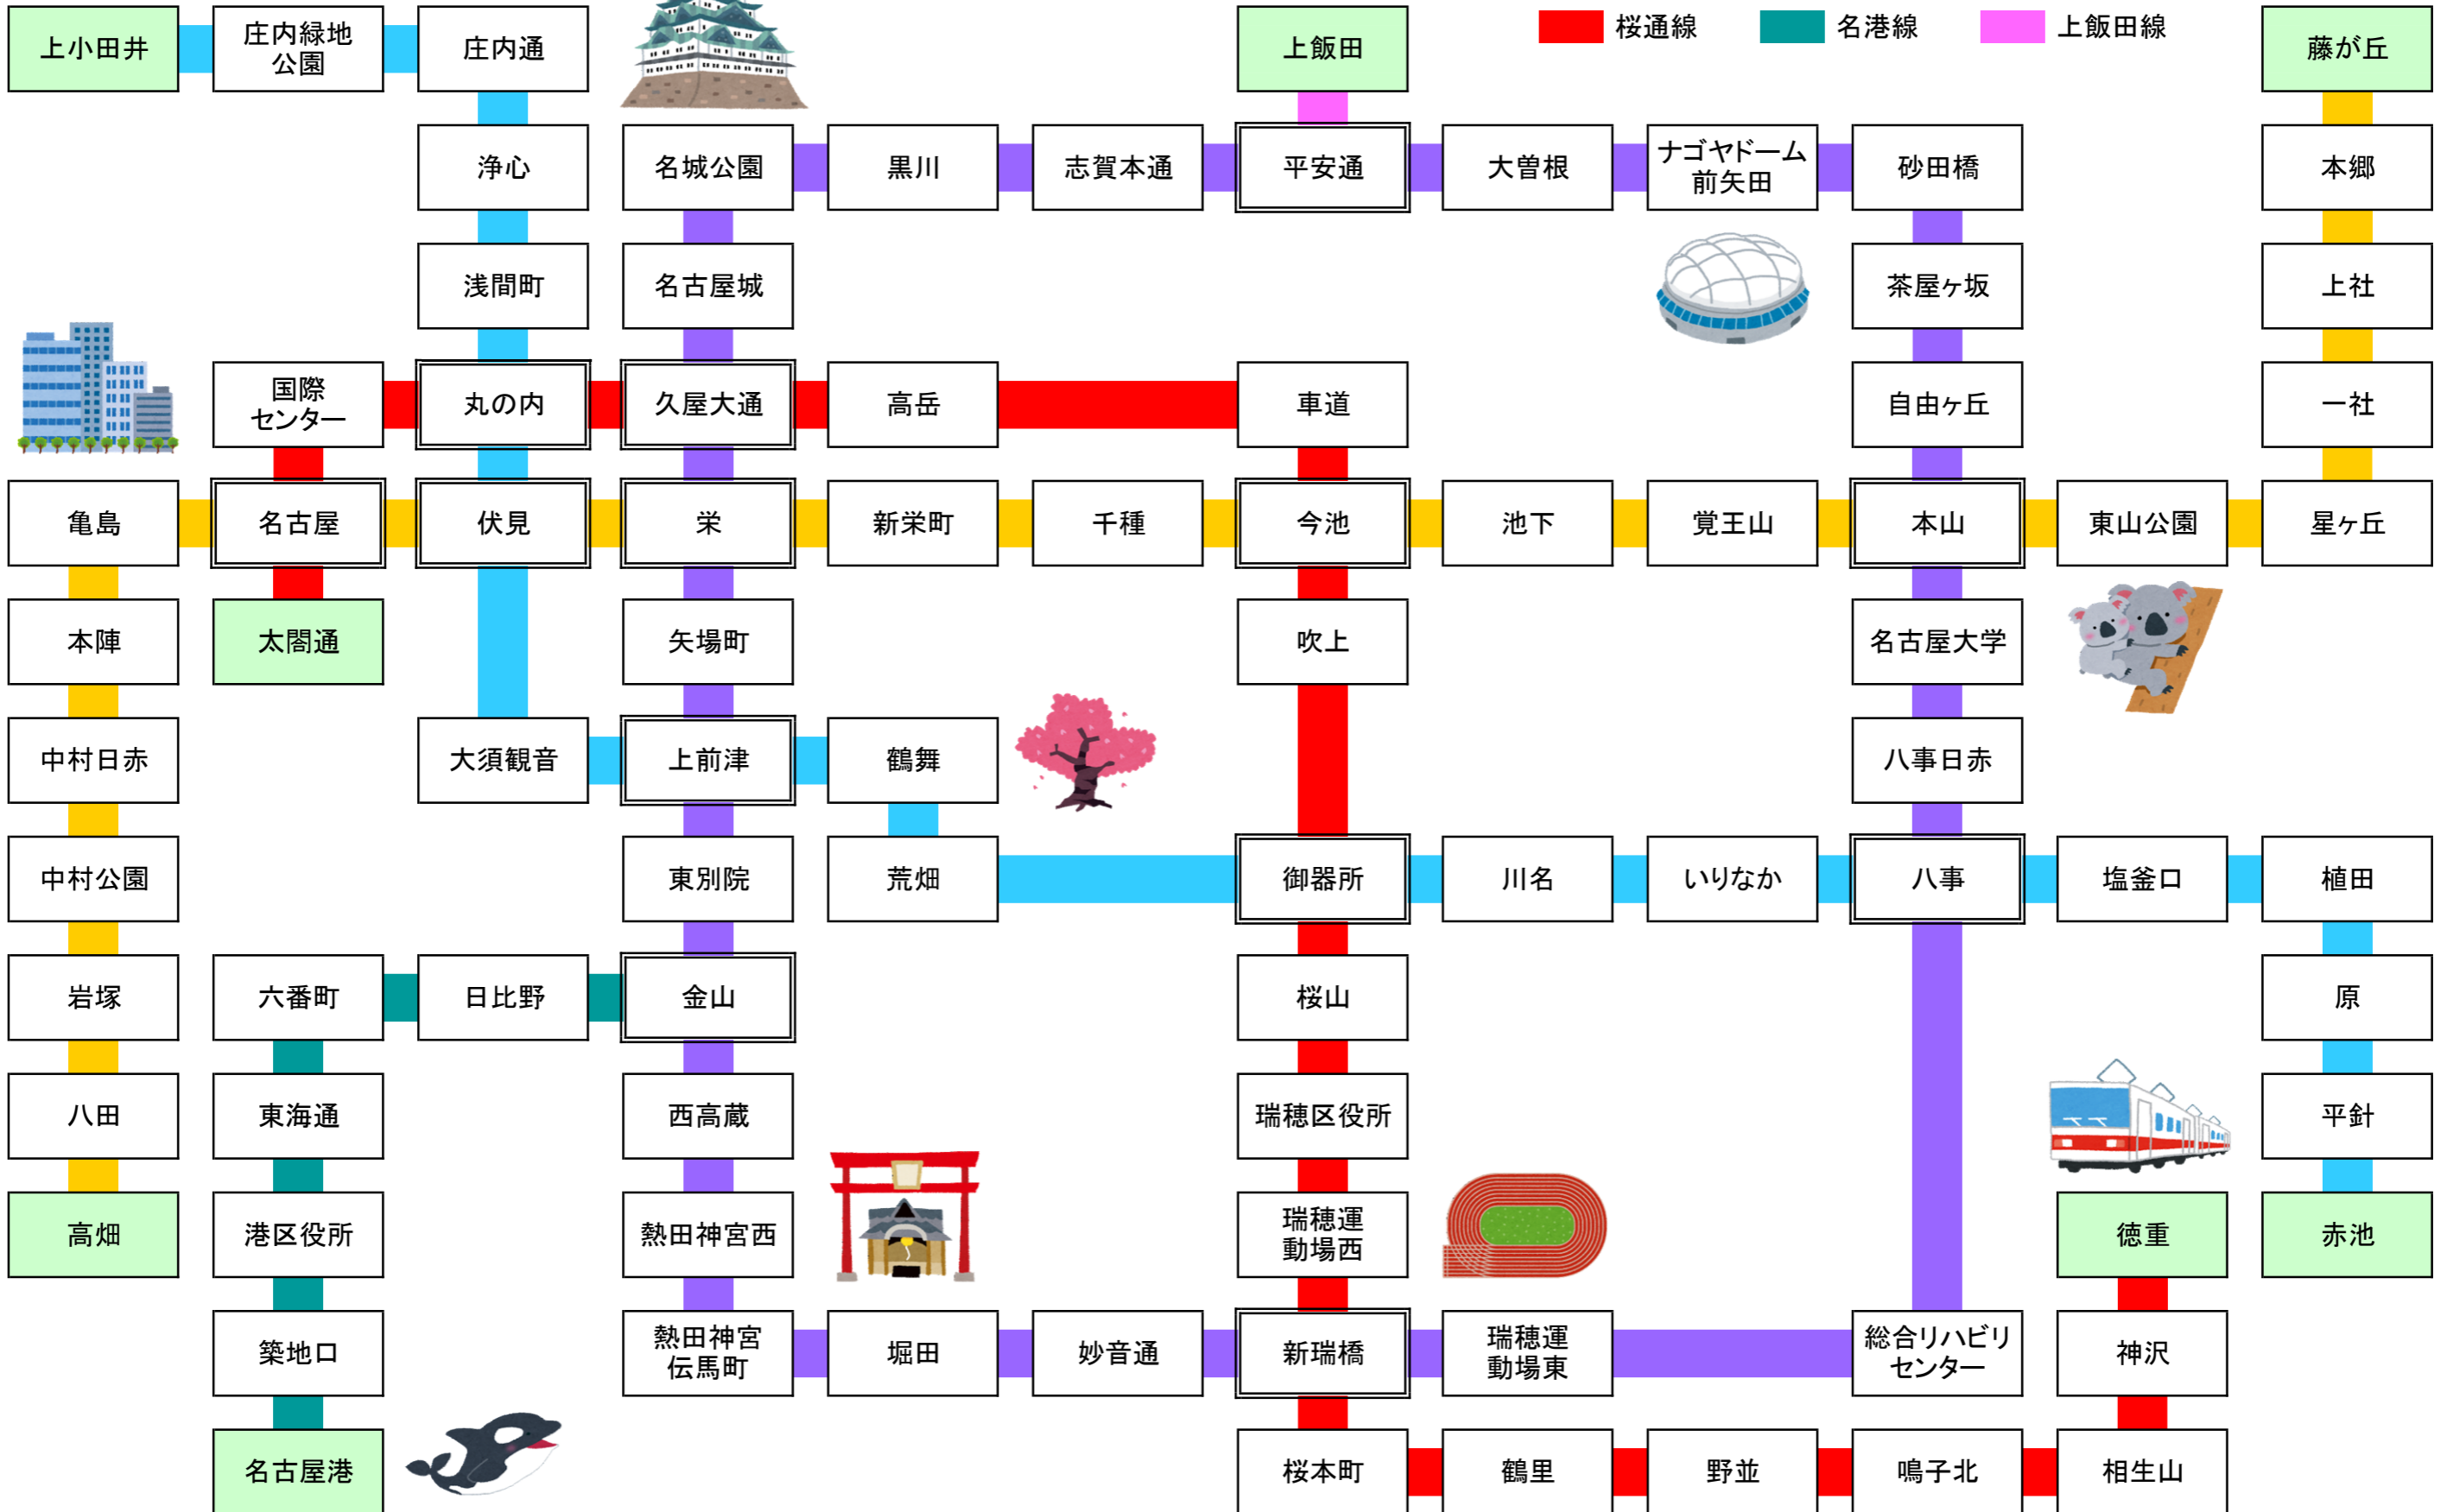 上小田井
庄内緑地
公園
庄内通
上飯田
桜通線
名港線
上飯田線
藤が丘
浄心
名城公園
黒川
志賀本通
平安通
大曽根
ナゴヤドーム
前矢田
砂田橋
本郷
浅間町
名古屋城
茶屋ヶ坂
上社
国際
センター
丸の内
久屋大通
高岳
車道
自由ヶ丘
一社
亀島
名古屋
伏見
栄
新栄町
千種
今池
池下
覚王山
本山
東山公園
星ヶ丘
本陣
太閤通
矢場町
吹上
名古屋大学
中村日赤
大須観音
上前津
鶴舞
八事日赤
中村公園
東別院
荒畑
御器所
川名
いりなか
八事
塩釜口
植田
岩塚
六番町
日比野
金山
桜山
原
八田
東海通
西高蔵
瑞穂区役所
平針
高畑
港区役所
熱田神宮西
瑞穂運
動場西
徳重
赤池
築地口
熱田神宮
伝馬町
堀田
妙音通
新瑞橋
瑞穂運
動場東
総合リハビリ
センター
神沢
名古屋港
桜本町
鶴里
野並
鳴子北
相生山